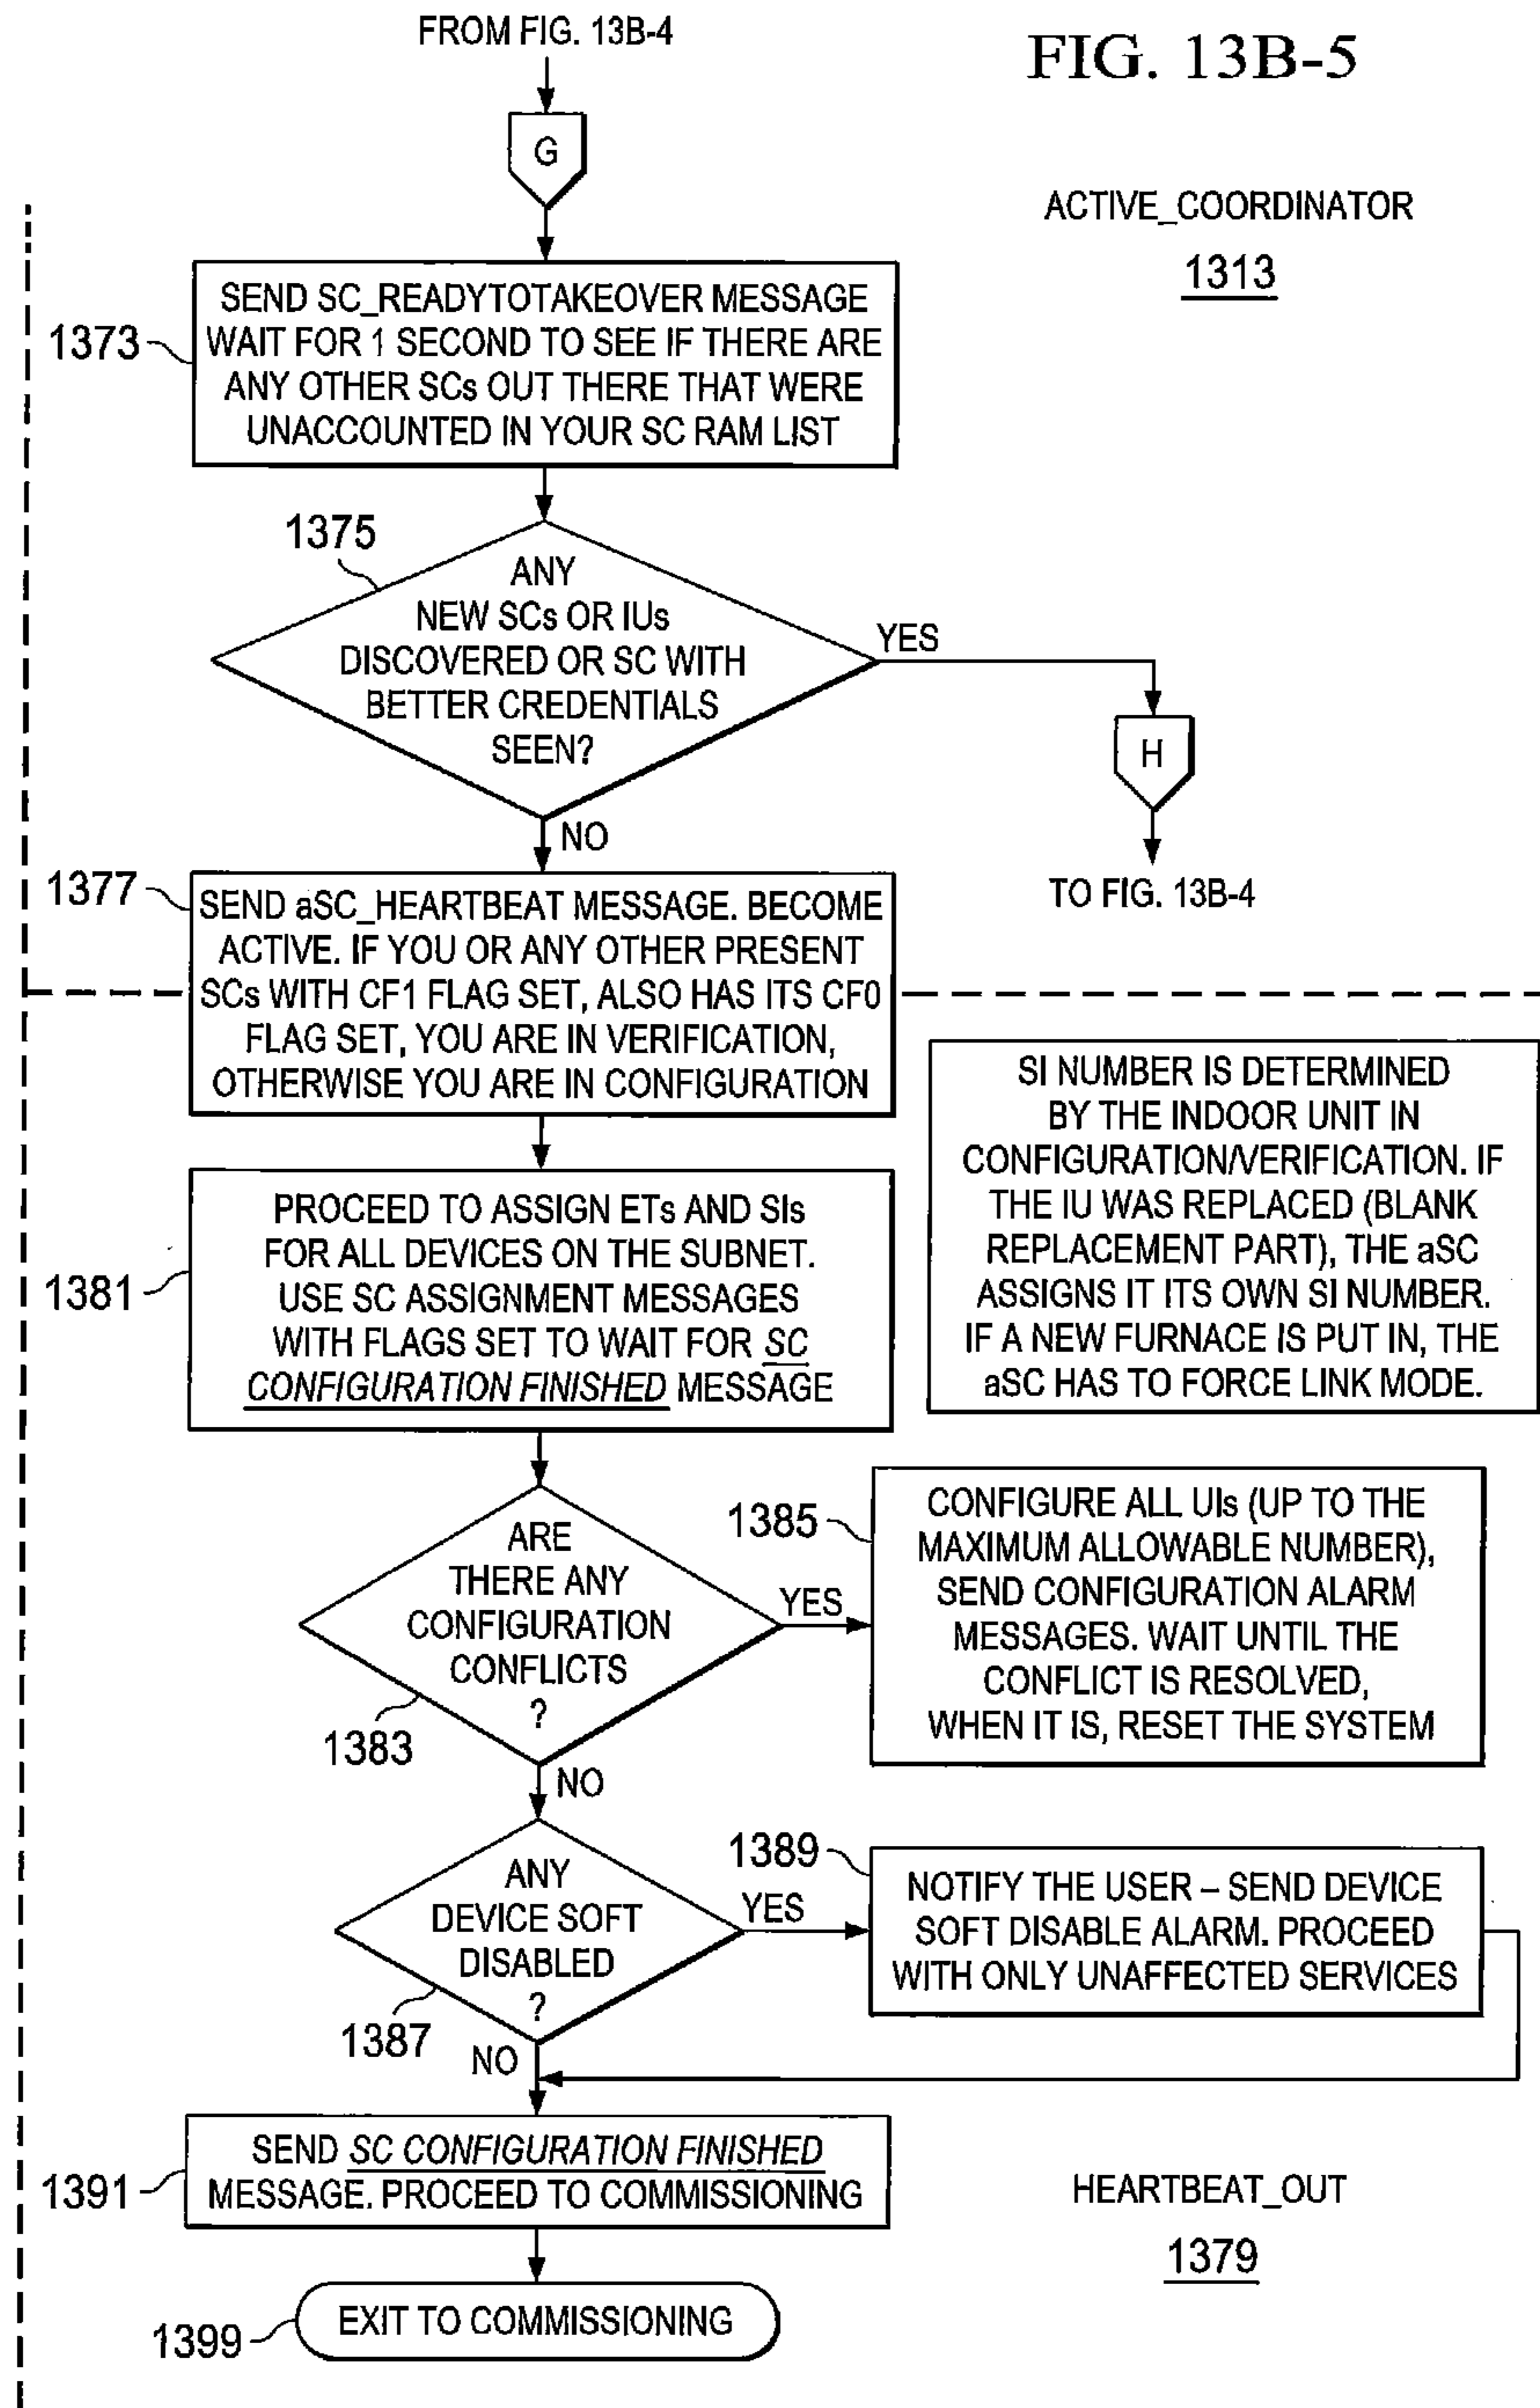 FROM FIG. 13B-4
FIG. 13B-5
G
ACTIVE_COORDINATOR
1313
1373
SEND SC_READYTOTAKEOVER MESSAGE
WAIT FOR 1 SECOND TO SEE IF THERE ARE
ANY OTHER SCs OUT THERE THAT WERE
UNACCOUNTED IN YOUR SC RAM LIST
1375
ANY
NEW SCs OR IUs
DISCOVERED OR SC WITH
BETTER CREDENTIALS
SEEN?
YES
H
TO FIG. 13B-4
NO
1377
SEND aSC_HEARTBEAT MESSAGE. BECOME
ACTIVE. IF YOU OR ANY OTHER PRESENT
SCs WITH CF1 FLAG SET, ALSO HAS ITS CF0
FLAG SET, YOU ARE IN VERIFICATION,
OTHERWISE YOU ARE IN CONFIGURATION
SI NUMBER IS DETERMINED
BY THE INDOOR UNIT IN
CONFIGURATION/VERIFICATION. IF
THE IU WAS REPLACED (BLANK
REPLACEMENT PART), THE aSC
ASSIGNS IT ITS OWN SI NUMBER.
IF A NEW FURNACE IS PUT IN, THE
aSC HAS TO FORCE LINK MODE.
1381
PROCEED TO ASSIGN ETs AND SIs
FOR ALL DEVICES ON THE SUBNET.
USE SC ASSIGNMENT MESSAGES
WITH FLAGS SET TO WAIT FOR SC
CONFIGURATION FINISHED MESSAGE
ARE
THERE ANY
CONFIGURATION
CONFLICTS
?
1383
YES
1385
CONFIGURE ALL UIs (UP TO THE
MAXIMUM ALLOWABLE NUMBER),
SEND CONFIGURATION ALARM
MESSAGES. WAIT UNTIL THE
CONFLICT IS RESOLVED,
WHEN IT IS, RESET THE SYSTEM
NO
ANY
DEVICE SOFT
DISABLED
?
1387
YES
1389
NOTIFY THE USER – SEND DEVICE
SOFT DISABLE ALARM. PROCEED
WITH ONLY UNAFFECTED SERVICES
NO
1391
SEND SC CONFIGURATION FINISHED
MESSAGE. PROCEED TO COMMISSIONING
HEARTBEAT_OUT
1379
1399
EXIT TO COMMISSIONING